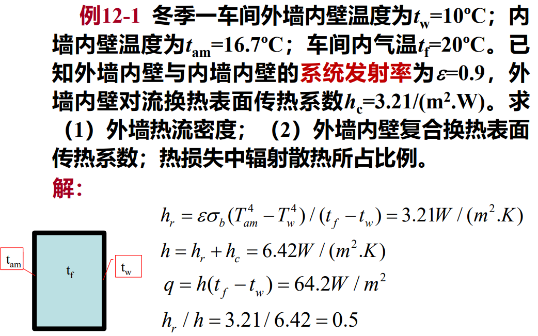 例12-1 冬季一车间外墙内壁温度为tw=10ºC；内
墙内壁温度为tam=16.7ºC；车间内气温tf=20ºC。已
知外墙内壁与内墙内壁的系统发射率为ε=0.9，外
墙内壁对流换热表面传热系数hc=3.21/(m².W)。求
（1）外墙热流密度；（2）外墙内壁复合换热表面
传热系数；热损失中辐射散热所占比例。
解：
hr = εσb(T⁴am − T⁴w)/(tf − tw) = 3.21W/(m².K)
h = hr + hc = 6.42W/(m².K)
q = h(tf − tw) = 64.2W/m²
hr / h = 3.21/6.42 = 0.5
tam
tf
tw